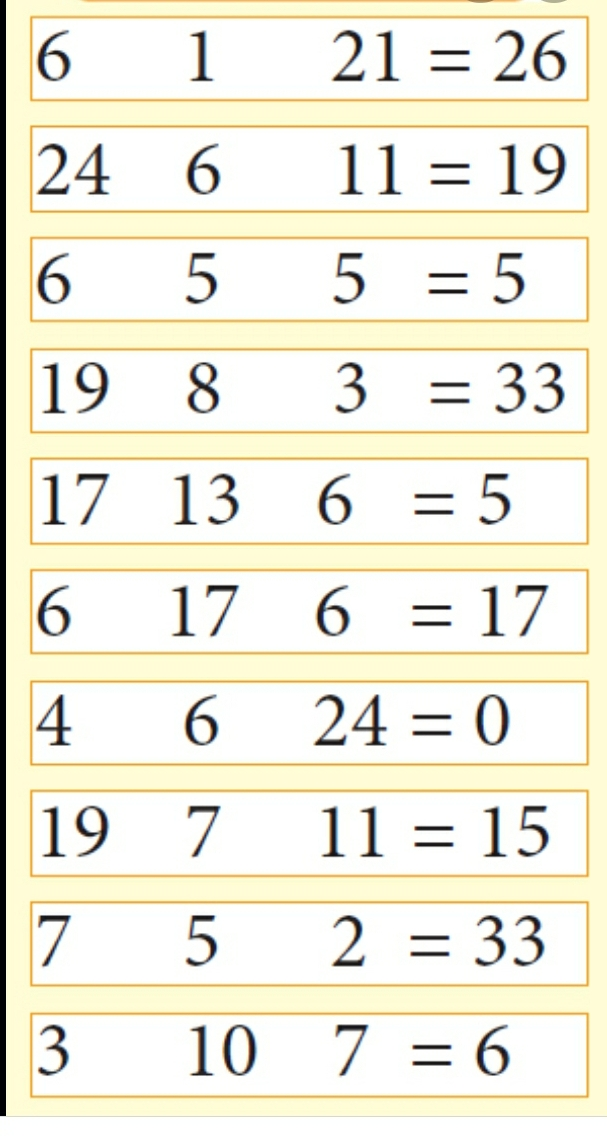 6 1 21 = 26
24 6 11 = 19
6 5 5 = 5
19 8 3 = 33
17 13 6 = 5
6 17 6 = 17
4 6 24 = 0
19 7 11 = 15
7 5 2 = 33
3 10 7 = 6